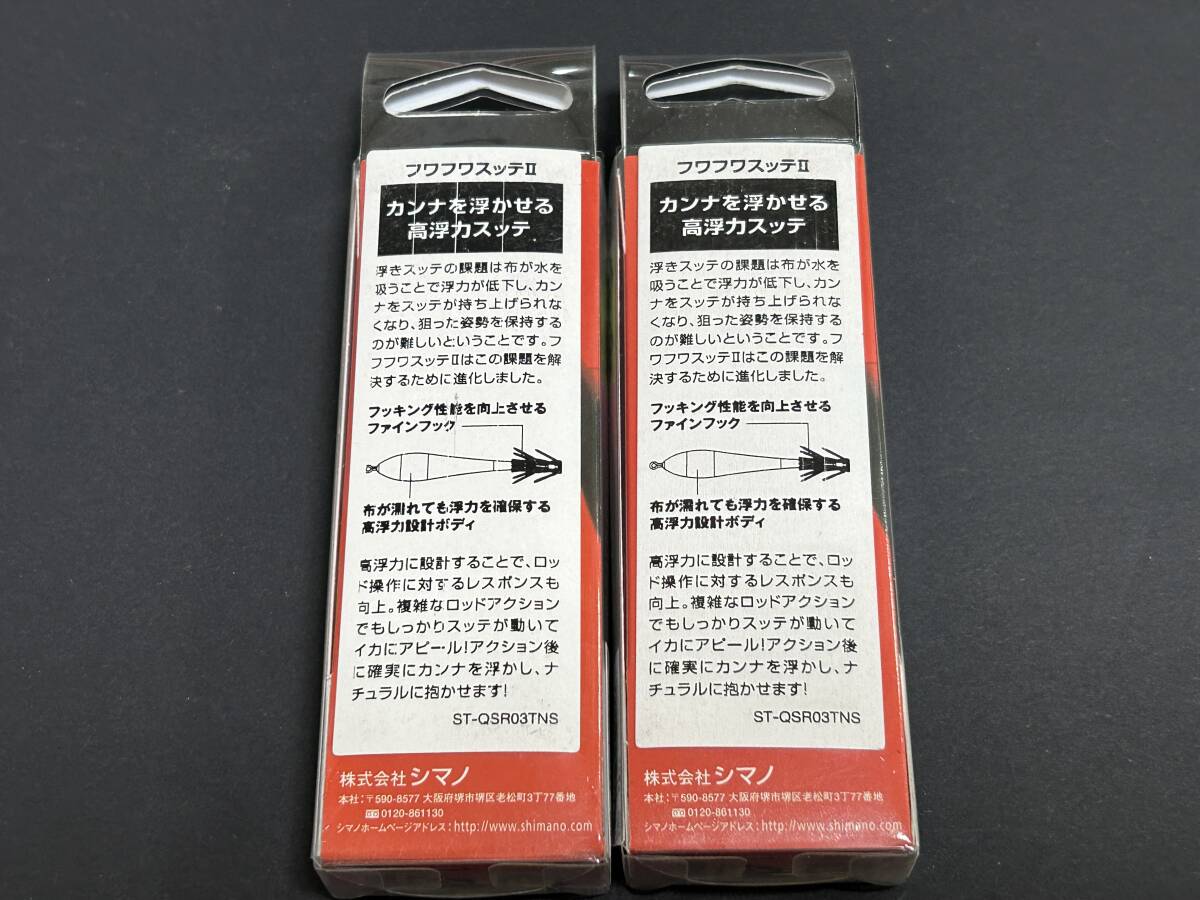 フワフワスッテII
カンナを浮かせる
高浮力スッテ
浮きスッテの課題は布が水を
吸うことで浮力が低下し、カン
ナをスッテが持ち上げられな
くなり、狙った姿勢を保持する
のが難しいということです。フ
フフワスッテIIはこの課題を解
決するために進化しました。
フッキング性能を向上させる
ファインフック
布が濡れても浮力を確保する
高浮力設計ボディ
高浮力に設計することで、ロッ
ド操作に対するレスポンスも
向上。複雑なロッドアクション
でもしっかりスッテが動いて
イカにアピール!アクション後
に確実にカンナを浮かし、ナ
チュラルに抱かせます!
ST-QSR03TNS
株式会社シマノ
本社:〒590-8577 大阪府堺市堺区老松町3丁77番地
0120-861130
シマノホームページアドレス:http://www.shimano.com
フワフワスッテII
カンナを浮かせる
高浮力スッテ
浮きスッテの課題は布が水を
吸うことで浮力が低下し、カン
ナをスッテが持ち上げられな
くなり、狙った姿勢を保持する
のが難しいということです。フ
ワフワスッテIIはこの課題を解
決するために進化しました。
フッキング性能を向上させる
ファインフック
布が濡れても浮力を確保する
高浮力設計ボディ
高浮力に設計することで、ロッ
ド操作に対するレスポンスも
向上。複雑なロッドアクション
でもしっかりスッテが動いて
イカにアピール!アクション後
に確実にカンナを浮かし、ナ
チュラルに抱かせます!
ST-QSR03TNS
株式会社シマノ
本社:〒590-8577 大阪府堺市堺区老松町3丁77番地
0120-861130
シマノホームページアドレス:http://www.shimano.com